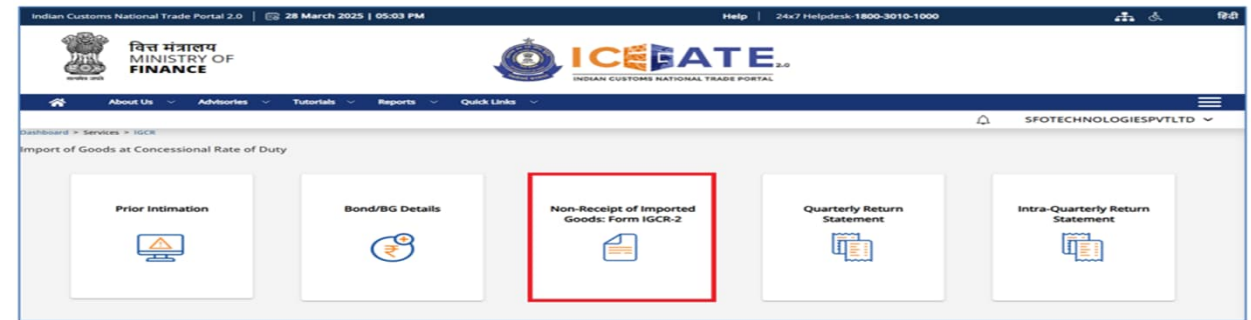 Indian Customs National Trade Portal 2.0 | 28 March 2025 | 05:03 PM Help | 24x7 Helpdesk-1800-3010-1000 हिंदी
वित्त मंत्रालय
MINISTRY OF
FINANCE
सत्यमेव जयते
ICEGATE 2.0
INDIAN CUSTOMS NATIONAL TRADE PORTAL
About Us Advisories Tutorials Reports Quick Links
SFOTECHNOLOGIESPVTLTD
Dashboard > Services > IGCR
Import of Goods at Concessional Rate of Duty
Prior Intimation
Bond/BG Details
Non-Receipt of Imported
Goods: Form IGCR-2
Quarterly Return
Statement
Intra-Quarterly Return
Statement